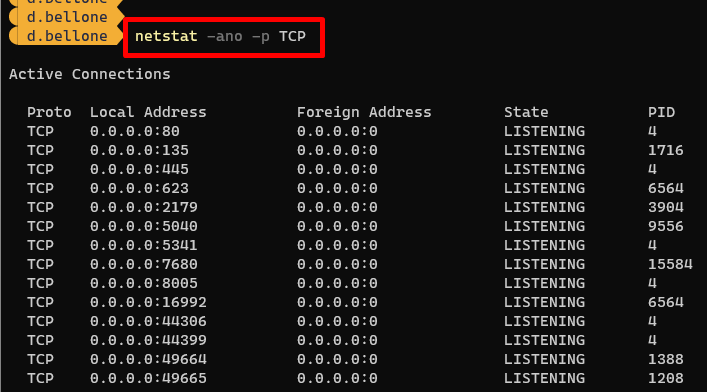 d.bellone
d.bellone netstat -ano -p TCP
Active Connections
Proto Local Address Foreign Address State PID
TCP 0.0.0.0:80 0.0.0.0:0 LISTENING 4
TCP 0.0.0.0:135 0.0.0.0:0 LISTENING 1716
TCP 0.0.0.0:445 0.0.0.0:0 LISTENING 4
TCP 0.0.0.0:623 0.0.0.0:0 LISTENING 6564
TCP 0.0.0.0:2179 0.0.0.0:0 LISTENING 3904
TCP 0.0.0.0:5040 0.0.0.0:0 LISTENING 9556
TCP 0.0.0.0:5341 0.0.0.0:0 LISTENING 4
TCP 0.0.0.0:7680 0.0.0.0:0 LISTENING 15584
TCP 0.0.0.0:8005 0.0.0.0:0 LISTENING 4
TCP 0.0.0.0:16992 0.0.0.0:0 LISTENING 6564
TCP 0.0.0.0:44306 0.0.0.0:0 LISTENING 4
TCP 0.0.0.0:44399 0.0.0.0:0 LISTENING 4
TCP 0.0.0.0:49664 0.0.0.0:0 LISTENING 1388
TCP 0.0.0.0:49665 0.0.0.0:0 LISTENING 1208